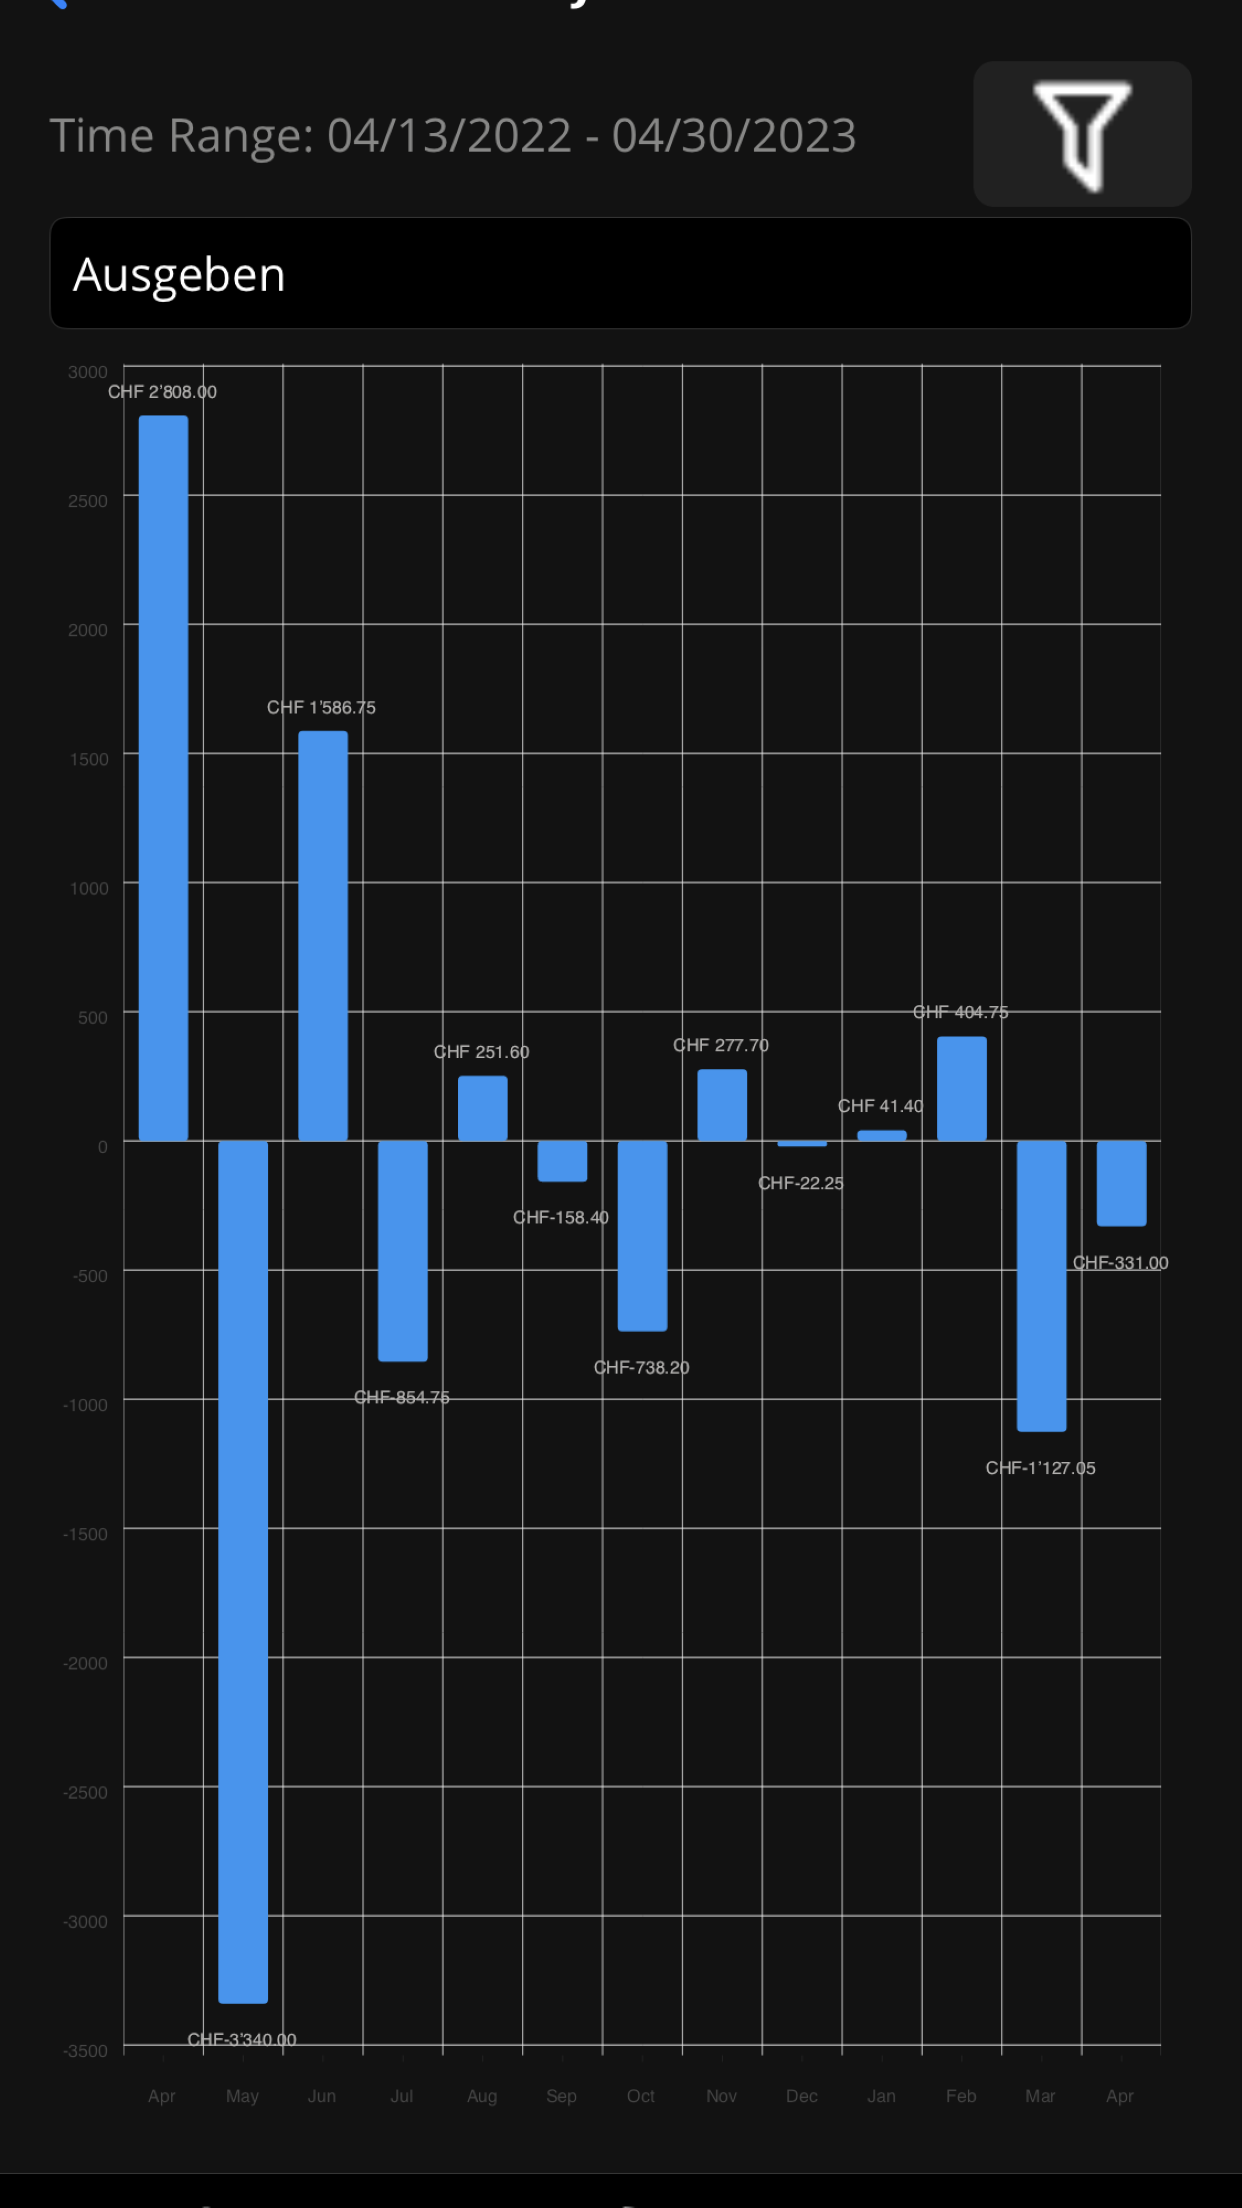 Time Range: 04/13/2022 - 04/30/2023
Ausgeben
3000
CHF 2'808.00
2500
2000
CHF 1'586.75
1500
1000
500
CHF 404.75
CHF 277.70
CHF 251.60
CHF 41.40
0
CHF-22.25
CHF-158.40
CHF-331.00
-500
CHF-738.20
CHF-854.75
-1000
CHF-1'127.05
-1500
-2000
-2500
-3000
CHF-3'340.00
-3500
Apr May Jun Jul Aug Sep Oct Nov Dec Jan Feb Mar Apr